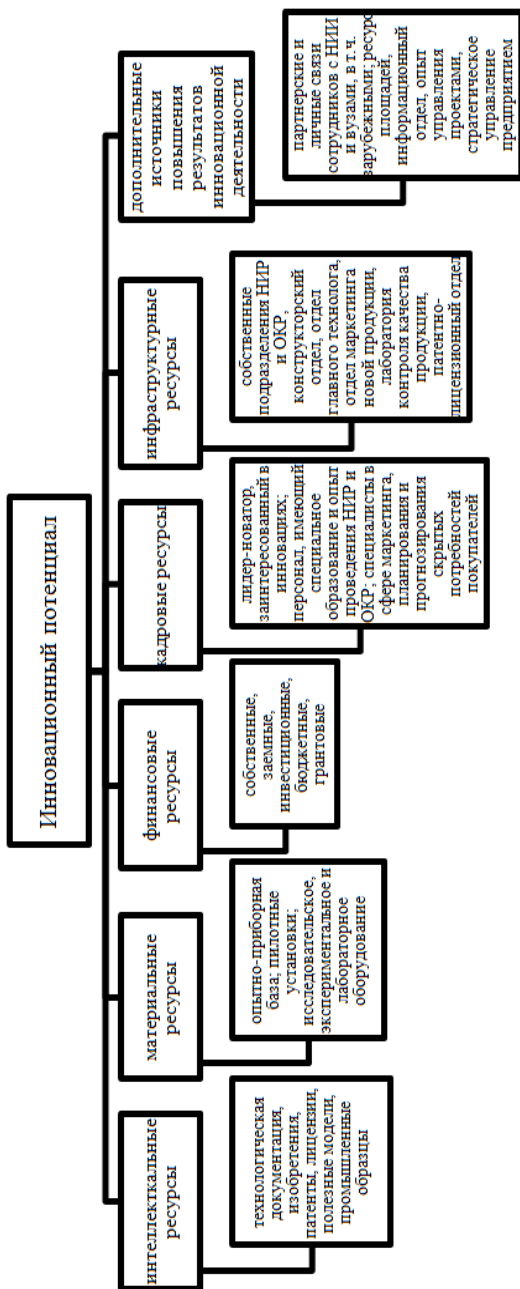 Инновационный потенциал
интеллекткальные
ресурсы
технологическая
документация,
изобретения,
патенты, лицензии,
полезные модели,
промышленные
образцы
материальные
ресурсы
опытно-приборная
база; пилотные
установки;
исследовательское,
экспериментальное и
лабораторное
оборудование
финансовые
ресурсы
собственные,
заемные,
инвестиционные,
бюджетные,
грантовые
кадровые ресурсы
лидер-новатор,
заинтересованный в
инновациях;
персонал, имеющий
специальное
образование и опыт
проведения НИР и
ОКР; специалисты в
сфере маркетинга,
планирования и
прогнозирования
скрытых
потребностей
покупателей
инфраструктурные
ресурсы
собственные
подразделения НИР
и ОКР,
конструкторский
отдел, отдел
главного технолога,
отдел маркетинга
новой продукции,
лаборатория
контроля качества
продукции,
патентно-
лицензионный отдел
дополнительные
источники
повышения
результатов
инновационной
деятельности
партнерские и
личные связи
сотрудников с НИИ
и вузами, в т.ч.
зарубежными; ресурс
площадей,
информационный
отдел, опыт
управления
проектами,
стратегическое
управление
предприятием